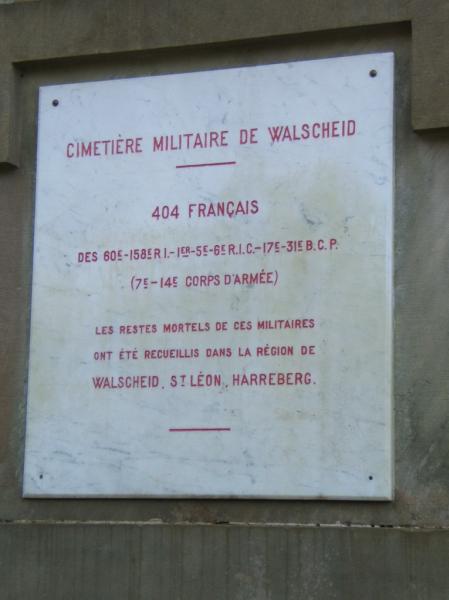 CIMETIÈRE MILITAIRE DE WALSCHEID
404 FRANÇAIS
DES 60E-158E R.I.-1ER-5E-6E R.I.C.-17E-31E B.C.P.
(7E-14E CORPS D'ARMÉE)
LES RESTES MORTELS DE CES MILITAIRES
ONT ÉTÉ RECUEILLIS DANS LA RÉGION DE
WALSCHEID, ST LÉON, HARREBERG.